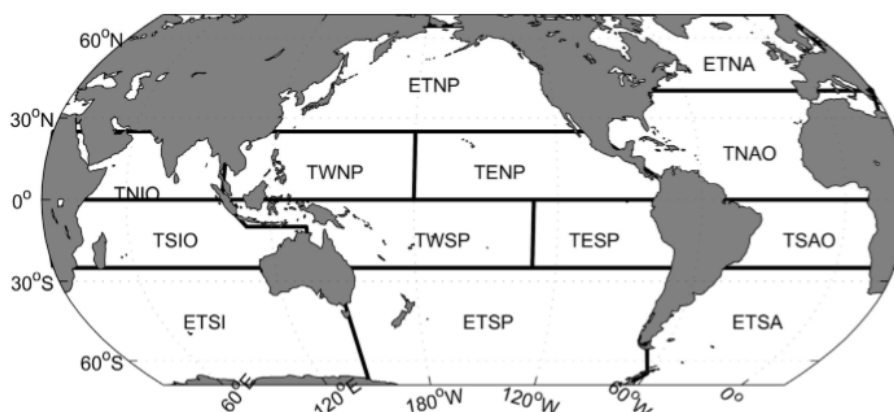 60°N
ETNA
ETNP
30°N
TNAO
TWNP
TENP
TNIO
0°
TSIO
TWSP
TESP
TSAO
30°S
ETSI
ETSP
ETSA
60°S
60°E
120°E
180°W
120°W
60°W
0°